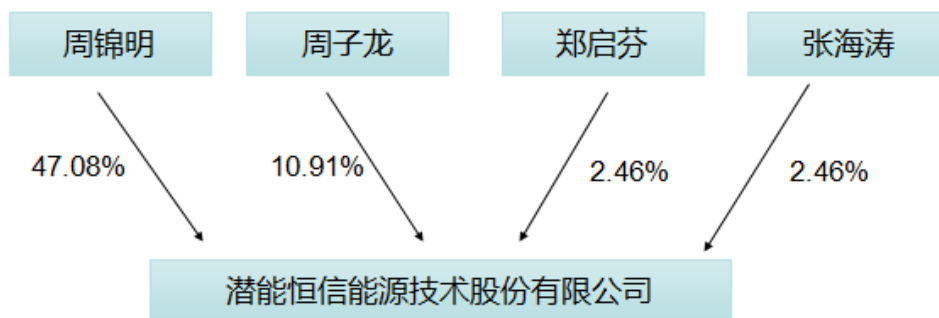 周锦明
周子龙
郑启芬
张海涛
47.08%
10.91%
2.46%
2.46%
潜能恒信能源技术股份有限公司